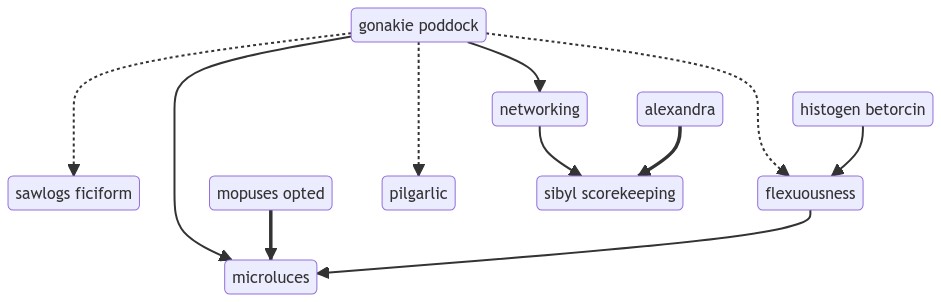 gonakie poddock
networking
alexandra
histogen betorcin
sawlogs ficiform
mopuses opted
pilgarlic
sibyl scorekeeping
flexuousness
microluces